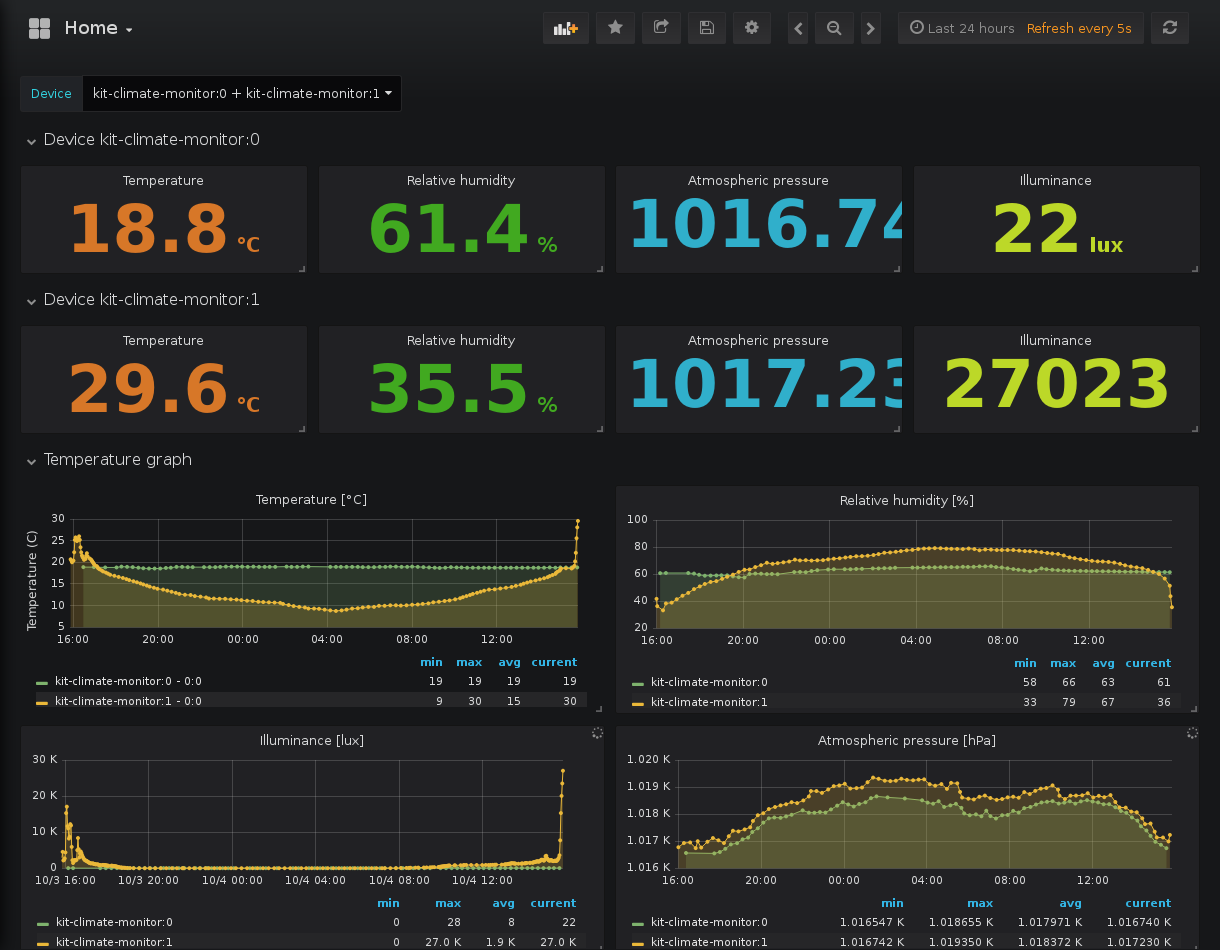 Home
Last 24 hours Refresh every 5s
Device kit-climate-monitor:0 + kit-climate-monitor:1
Device kit-climate-monitor:0
Temperature Relative humidity Atmospheric pressure Illuminance
18.8 °C 61.4 % 1016.74 22 lux
Device kit-climate-monitor:1
Temperature Relative humidity Atmospheric pressure Illuminance
29.6 °C 35.5 % 1017.23 27023
Temperature graph
Temperature [°C]
Temperature (C)
30
25
20
15
10
5
16:00 20:00 00:00 04:00 08:00 12:00
min max avg current
kit-climate-monitor:0 - 0:0 19 19 19 19
kit-climate-monitor:1 - 0:0 9 30 15 30
Relative humidity [%]
100
80
60
40
20
16:00 20:00 00:00 04:00 08:00 12:00
min max avg current
kit-climate-monitor:0 58 66 63 61
kit-climate-monitor:1 33 79 67 36
Illuminance [lux]
30 K
20 K
10 K
0
10/3 16:00 10/3 20:00 10/4 00:00 10/4 04:00 10/4 08:00 10/4 12:00
min max avg current
kit-climate-monitor:0 0 28 8 22
kit-climate-monitor:1 0 27.0 K 1.9 K 27.0 K
Atmospheric pressure [hPa]
1.020 K
1.019 K
1.018 K
1.017 K
1.016 K
16:00 20:00 00:00 04:00 08:00 12:00
min max avg current
kit-climate-monitor:0 1.016547 K 1.018655 K 1.017971 K 1.016740 K
kit-climate-monitor:1 1.016742 K 1.019350 K 1.018372 K 1.017230 K